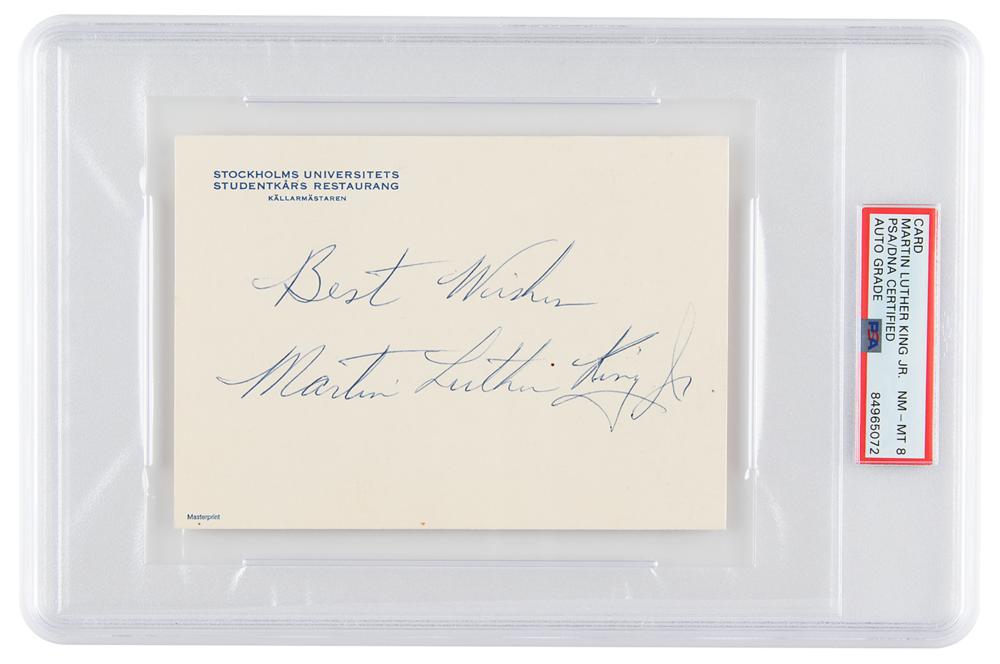 STOCKHOLMS UNIVERSITETS
STUDENTKÅRS RESTAURANG
KÄLLARMÄSTAREN
Best Wishes
Martin Luther King Jr.
Masterprint
CARD
MARTIN LUTHER KING JR. NM-MT 8
PSA/DNA CERTIFIED
AUTO GRADE 84965072
PSA